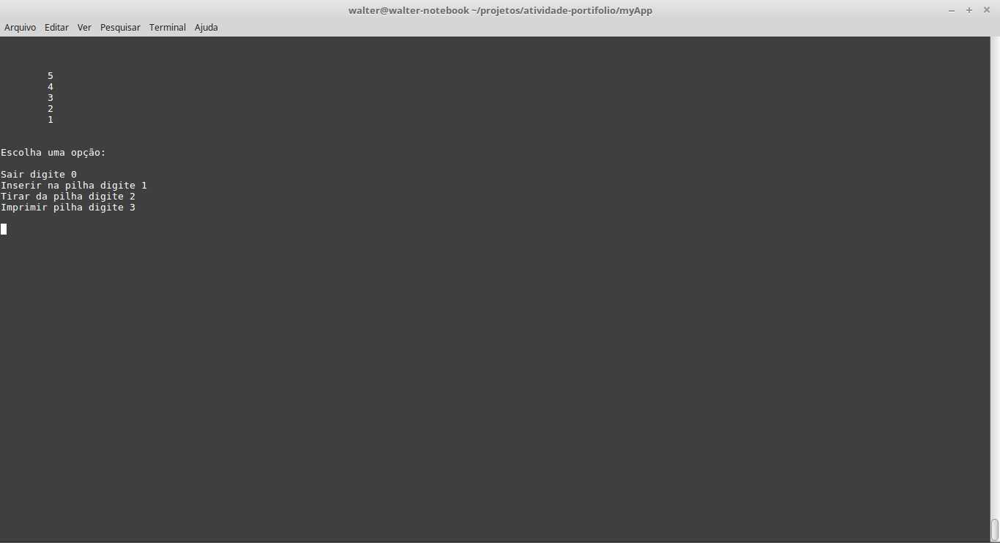 walter@walter-notebook ~/projetos/atividade-portifolio/myApp
Arquivo Editar Ver Pesquisar Terminal Ajuda
5
4
3
2
1
Escolha uma opção:
Sair digite 0
Inserir na pilha digite 1
Tirar da pilha digite 2
Imprimir pilha digite 3